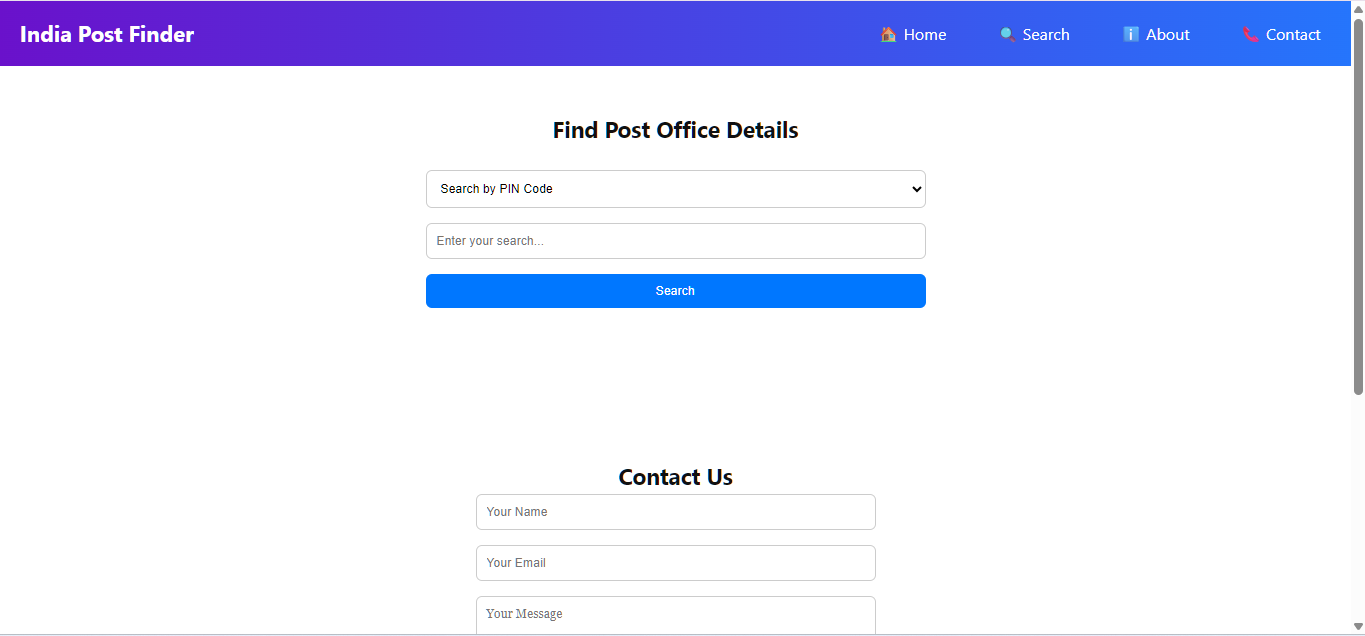 India Post Finder
🏠 Home 🔍 Search ℹ️ About 📞 Contact
Find Post Office Details
Search by PIN Code
Enter your search...
Search
Contact Us
Your Name
Your Email
Your Message